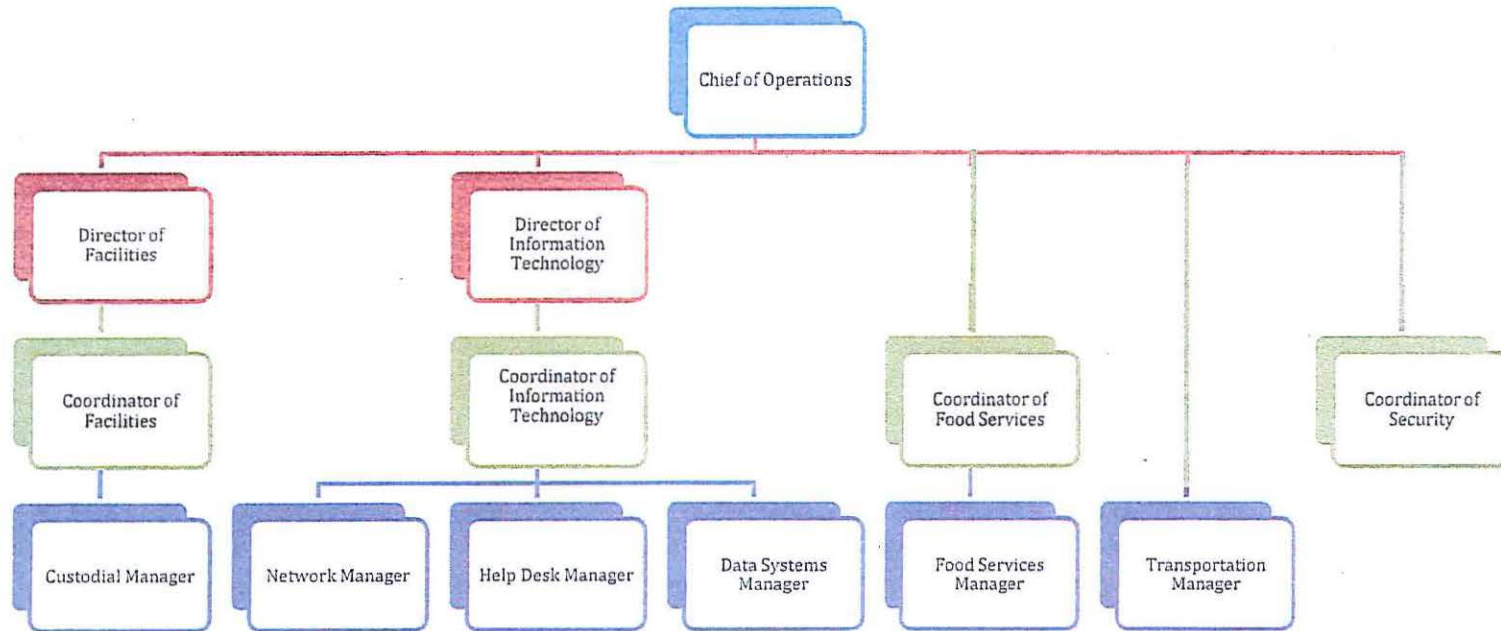 Chief of Operations
Director of
Facilities
Director of
Information
Technology
Coordinator of
Facilities
Coordinator of
Information
Technology
Coordinator of
Food Services
Coordinator of
Security
Custodial Manager
Network Manager
Help Desk Manager
Data Systems
Manager
Food Services
Manager
Transportation
Manager